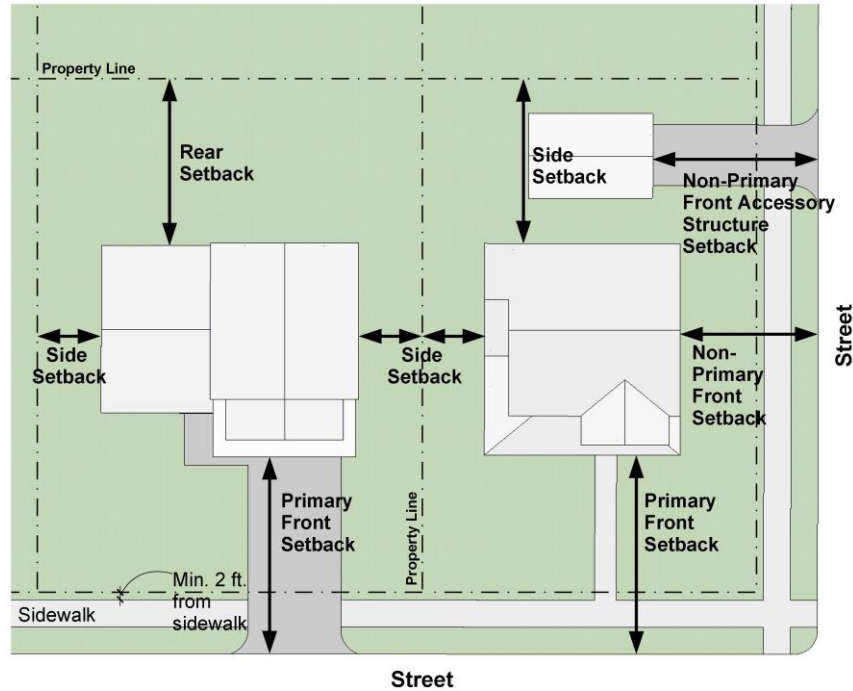 Property Line
Rear
Setback
Side
Setback
Non-Primary
Front Accessory
Structure
Setback
Street
Side
Setback
Side
Setback
Non-
Primary
Front
Setback
Primary
Front
Setback
Property Line
Primary
Front
Setback
Min. 2 ft.
from
sidewalk
Sidewalk
Street